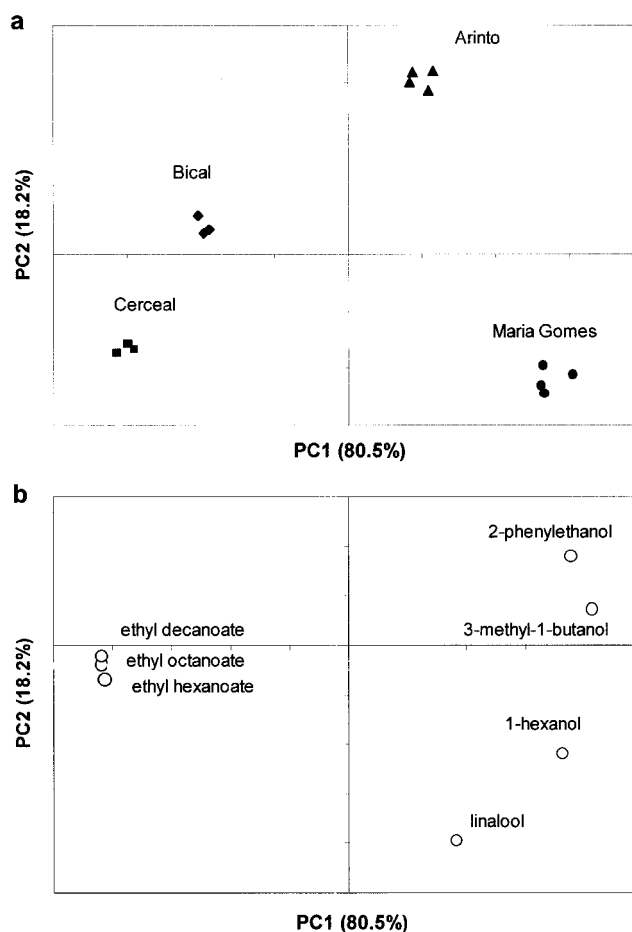 a
Arinto
Bical
PC2 (18.2%)
Cerceal
Maria Gomes
PC1 (80.5%)
b
2-phenylethanol
ethyl decanoate
3-methyl-1-butanol
ethyl octanoate
ethyl hexanoate
PC2 (18.2%)
1-hexanol
linalool
PC1 (80.5%)